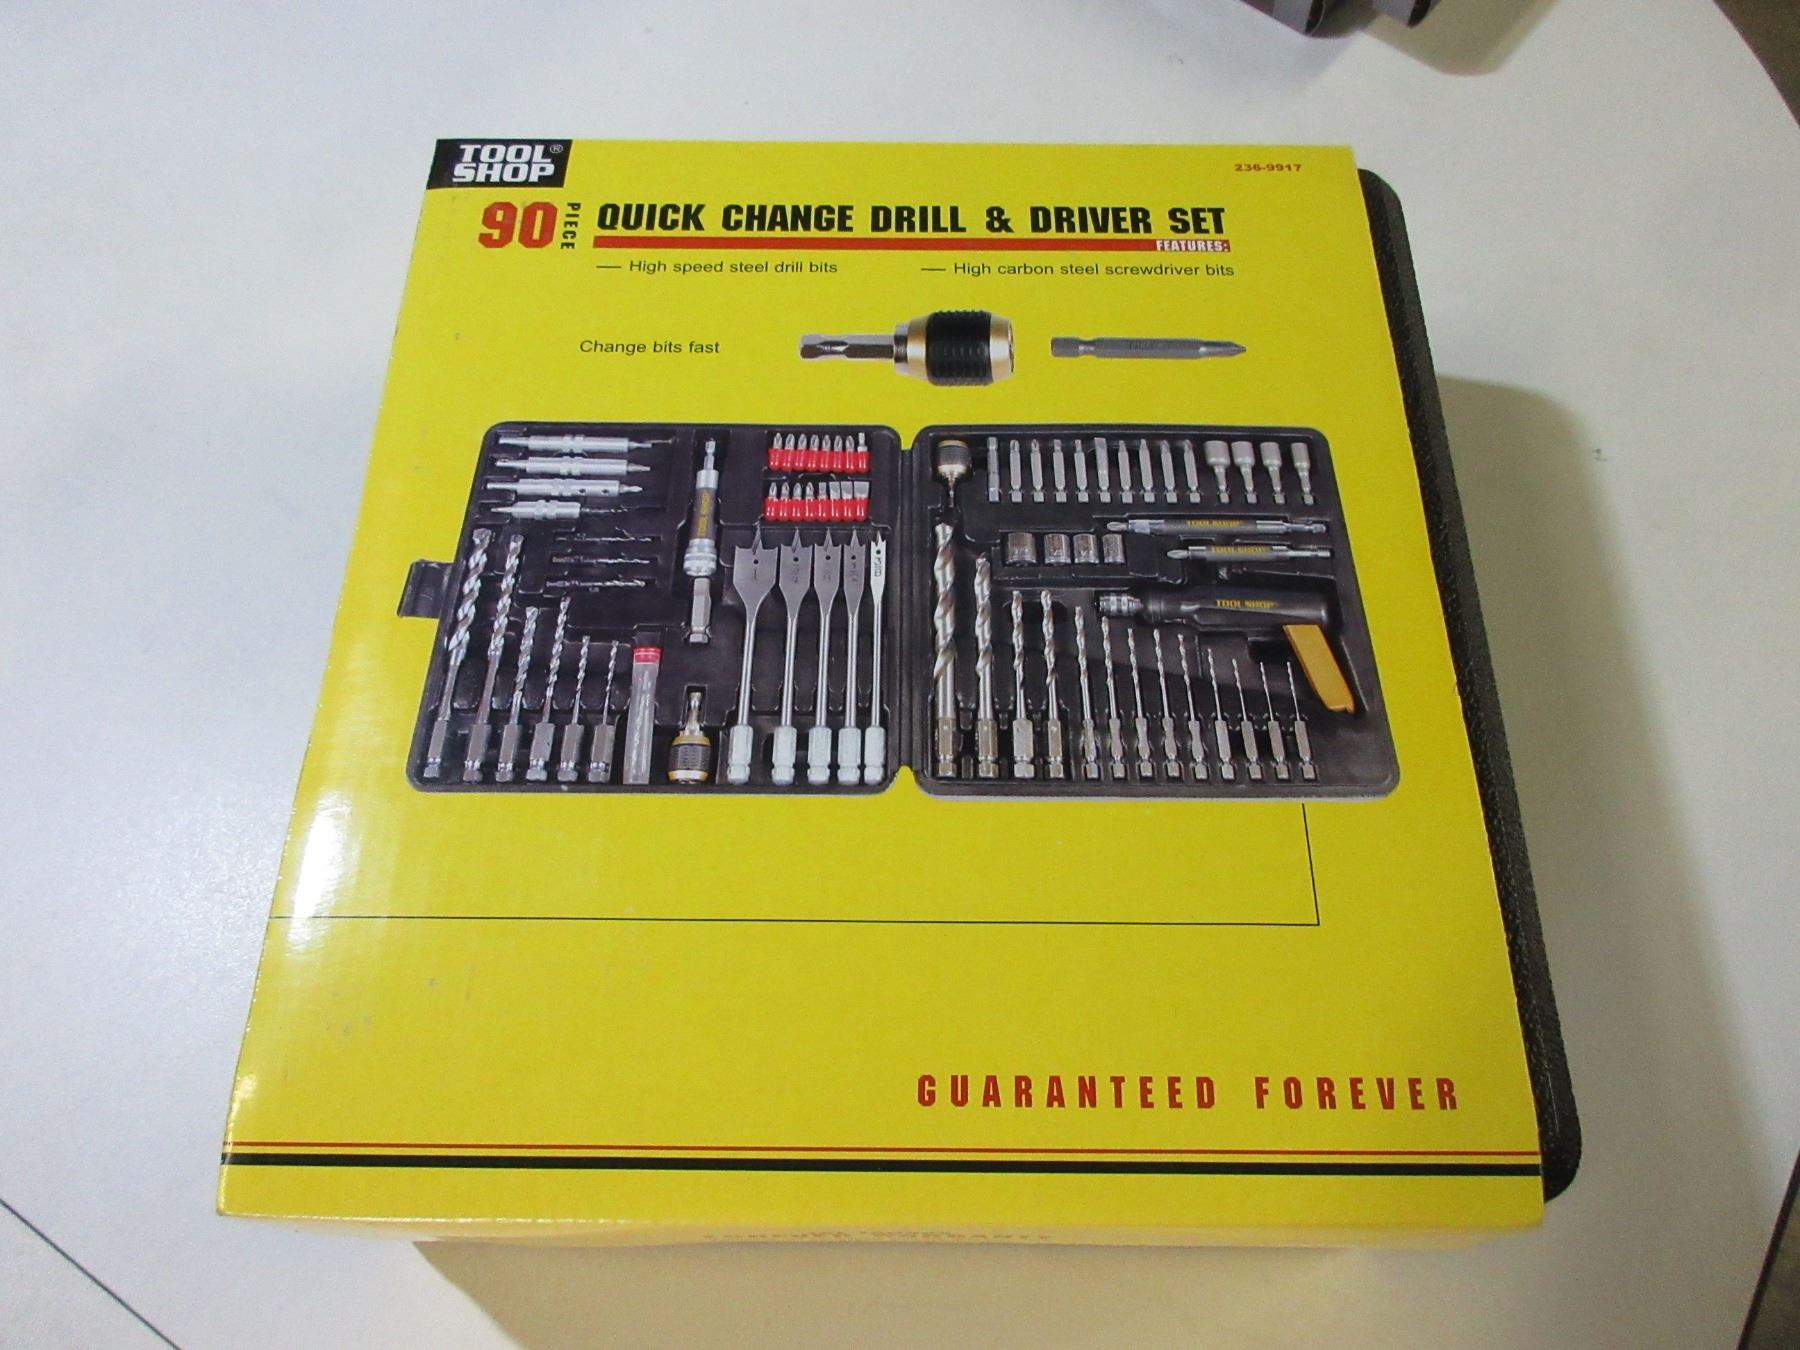 TOOL®
SHOP
236-9917
90 PIECE QUICK CHANGE DRILL & DRIVER SET
FEATURES:
— High speed steel drill bits
— High carbon steel screwdriver bits
Change bits fast
TOOL SHOP
TOOL SHOP
TOOL SHOP
TOOL SHOP
GUARANTEED FOREVER